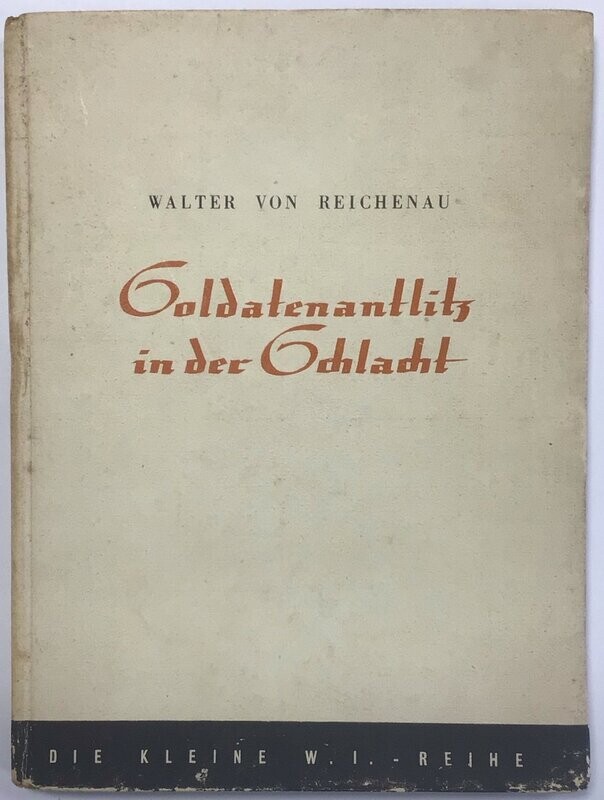 WALTER VON REICHENAU
Soldatenantlitz
in der Schlacht
DIE KLEINE W. I. - REIHE